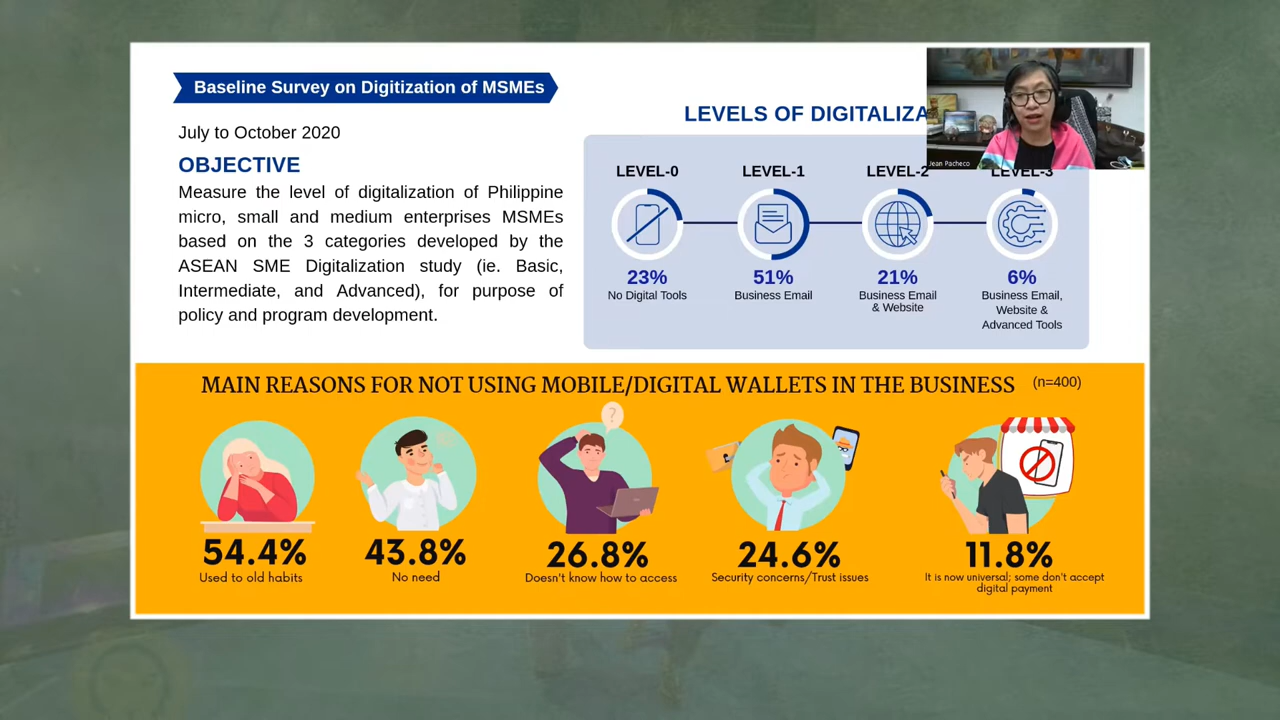 Baseline Survey on Digitization of MSMEs
July to October 2020
OBJECTIVE
Measure the level of digitalization of Philippine
micro, small and medium enterprises MSMEs
based on the 3 categories developed by the
ASEAN SME Digitalization study (ie. Basic,
Intermediate, and Advanced), for purpose of
policy and program development.
LEVELS OF DIGITALIZA
LEVEL-0
23%
No Digital Tools
LEVEL-1
51%
Business Email
LEVEL-2
21%
Business Email
& Website
LEVEL-3
6%
Business Email,
Website &
Advanced Tools
Jean Pacheco
MAIN REASONS FOR NOT USING MOBILE/DIGITAL WALLETS IN THE BUSINESS (n=400)
?
54.4%
Used to old habits
43.8%
No need
26.8%
Doesn't know how to access
24.6%
Security concerns/Trust issues
11.8%
It is now universal; some don't accept
digital payment